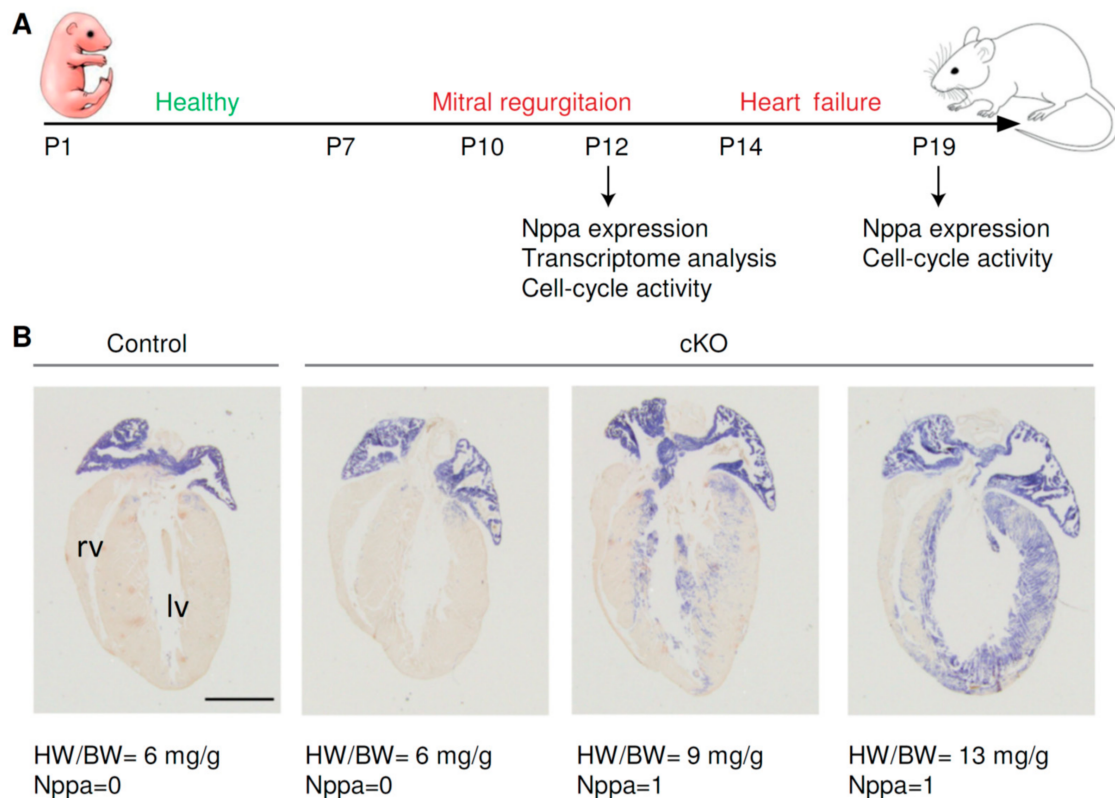 A
Healthy
Mitral regurgitaion
Heart failure
P1
P7
P10
P12
P14
P19
Nppa expression
Transcriptome analysis
Cell-cycle activity
Nppa expression
Cell-cycle activity
B
Control
cKO
rv
lv
HW/BW= 6 mg/g
Nppa=0
HW/BW= 6 mg/g
Nppa=0
HW/BW= 9 mg/g
Nppa=1
HW/BW= 13 mg/g
Nppa=1